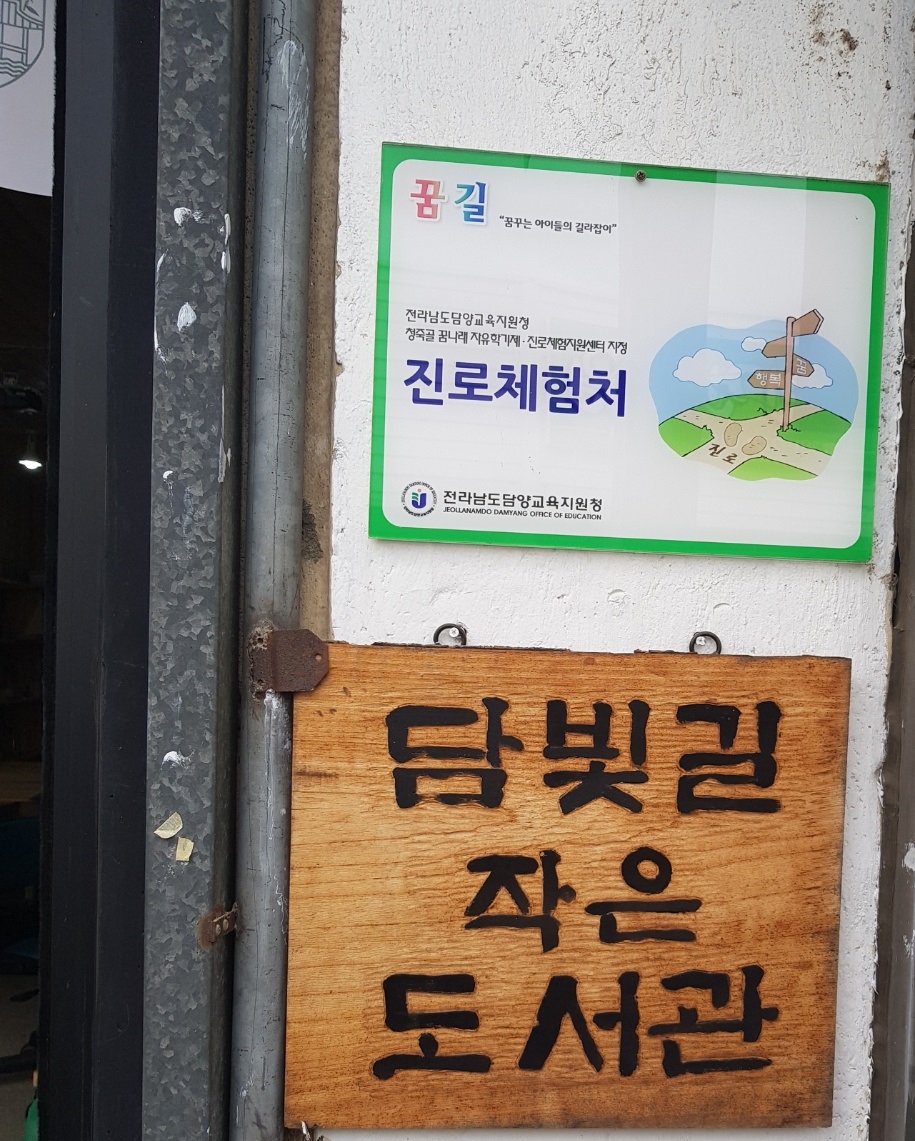 꿈길 "꿈꾸는 아이들의 길라잡이"
전라남도담양교육지원청
청죽골 꿈나래 자유학기제·진로체험지원센터 지정
진로체험처
행복 꿈
진로
전라남도담양교육지원청
JEOLLANAMDO DAMYANG OFFICE OF EDUCATION
담빛길
작은
도서관